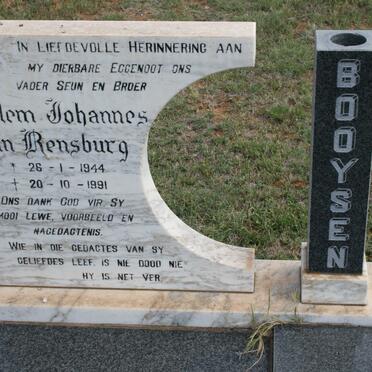 In Liefdevolle Herinnering aan
my dierbare Eggenoot ons
Vader Seun en Broer
lem Johannes
n Rensburg
* 26-1-1944
† 20-10-1991
Ons dank God vir sy
mooi lewe, voorbeeld en
nagedagtenis.
Wie in die gedagtes van sy
geliefdes leef, is nie dood nie
hy is net ver
BOOYSEN